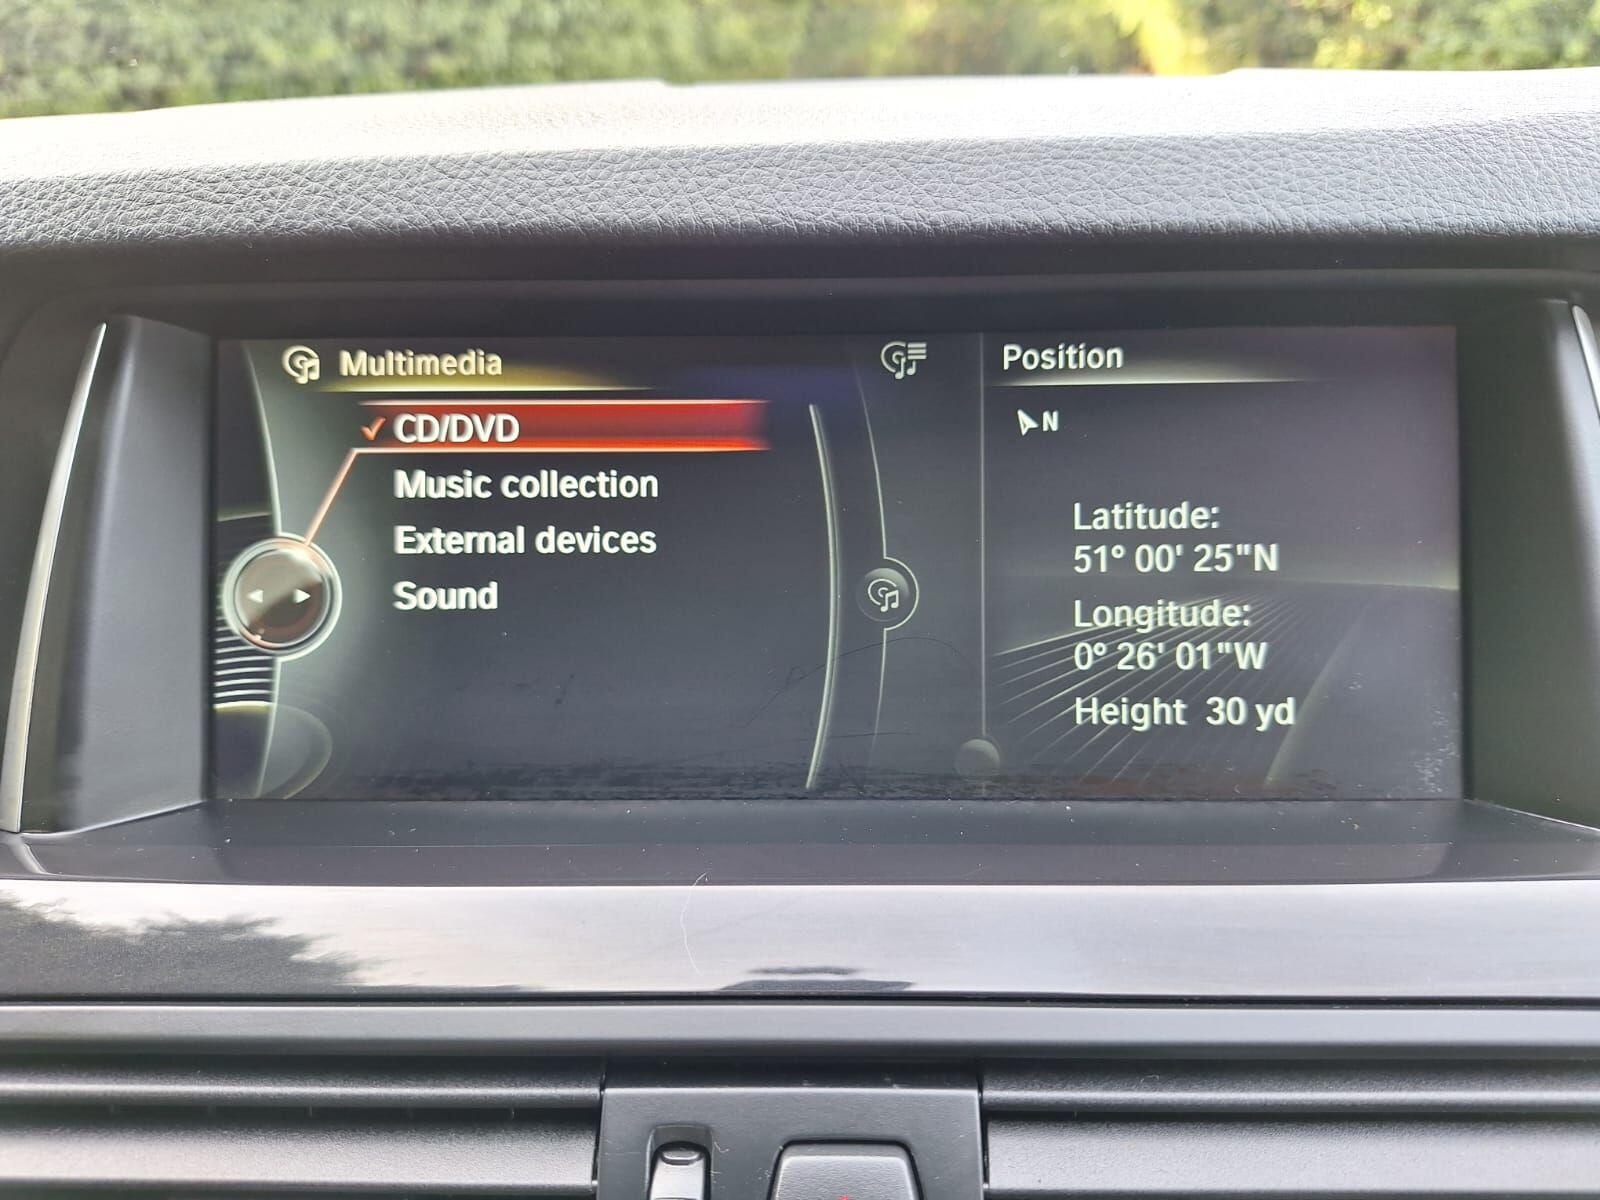 Multimedia
CD/DVD
Music collection
External devices
Sound
Position
N
Latitude:
51° 00' 25"N
Longitude:
0° 26' 01"W
Height 30 yd